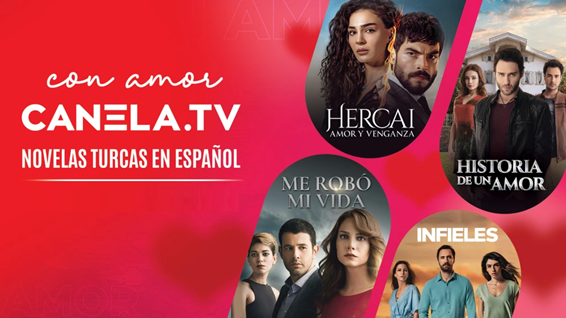 con amor
CANELA.TV
NOVELAS TURCAS EN ESPAÑOL
HERCAI
AMOR Y VENGANZA
HISTORIA
DE UN AMOR
ME ROBÓ
MI VIDA
INFIELES
AMOR